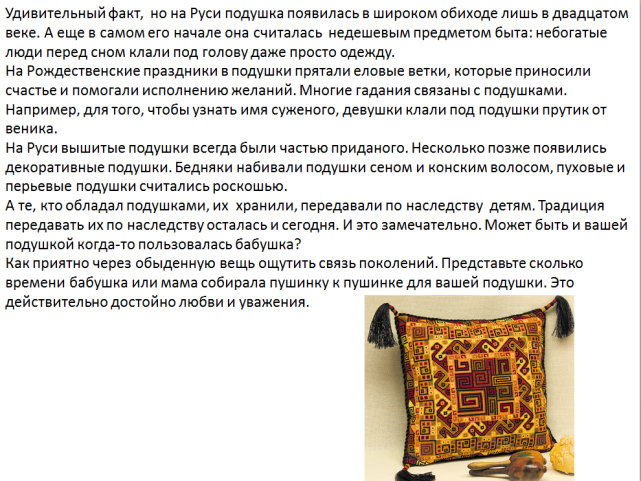 Удивительный факт,  но на Руси подушка появилась в широком обиходе лишь в двадцатом
веке. А еще в самом его начале она считалась  недешевым предметом быта: небогатые
люди перед сном клали под голову даже просто одежду.
На Рождественские праздники в подушки прятали еловые ветки, которые приносили
счастье и помогали исполнению желаний. Многие гадания связаны с подушками.
Например, для того, чтобы узнать имя суженого, девушки клали под подушки прутик от
веника.
На Руси вышитые подушки всегда были частью приданого. Несколько позже появились
декоративные подушки. Бедняки набивали подушки сеном и конским волосом, пуховые и
перьевые подушки считались роскошью.
А те, кто обладал подушками, их  хранили, передавали по наследству  детям. Традиция
передавать их по наследству осталась и сегодня. И это замечательно. Может быть и вашей
подушкой когда-то пользовалась бабушка?
Как приятно через обыденную вещь ощутить связь поколений. Представьте сколько
времени бабушка или мама собирала пушинку к пушинке для вашей подушки. Это
действительно достойно любви и уважения.